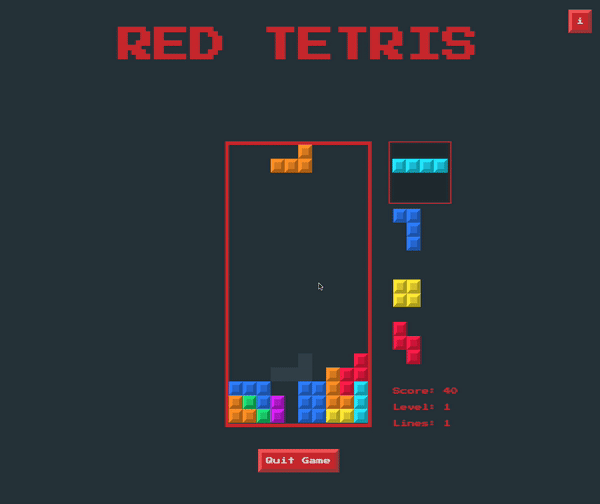 i
RED TETRIS
Score: 40
Level: 1
Lines: 1
Quit Game